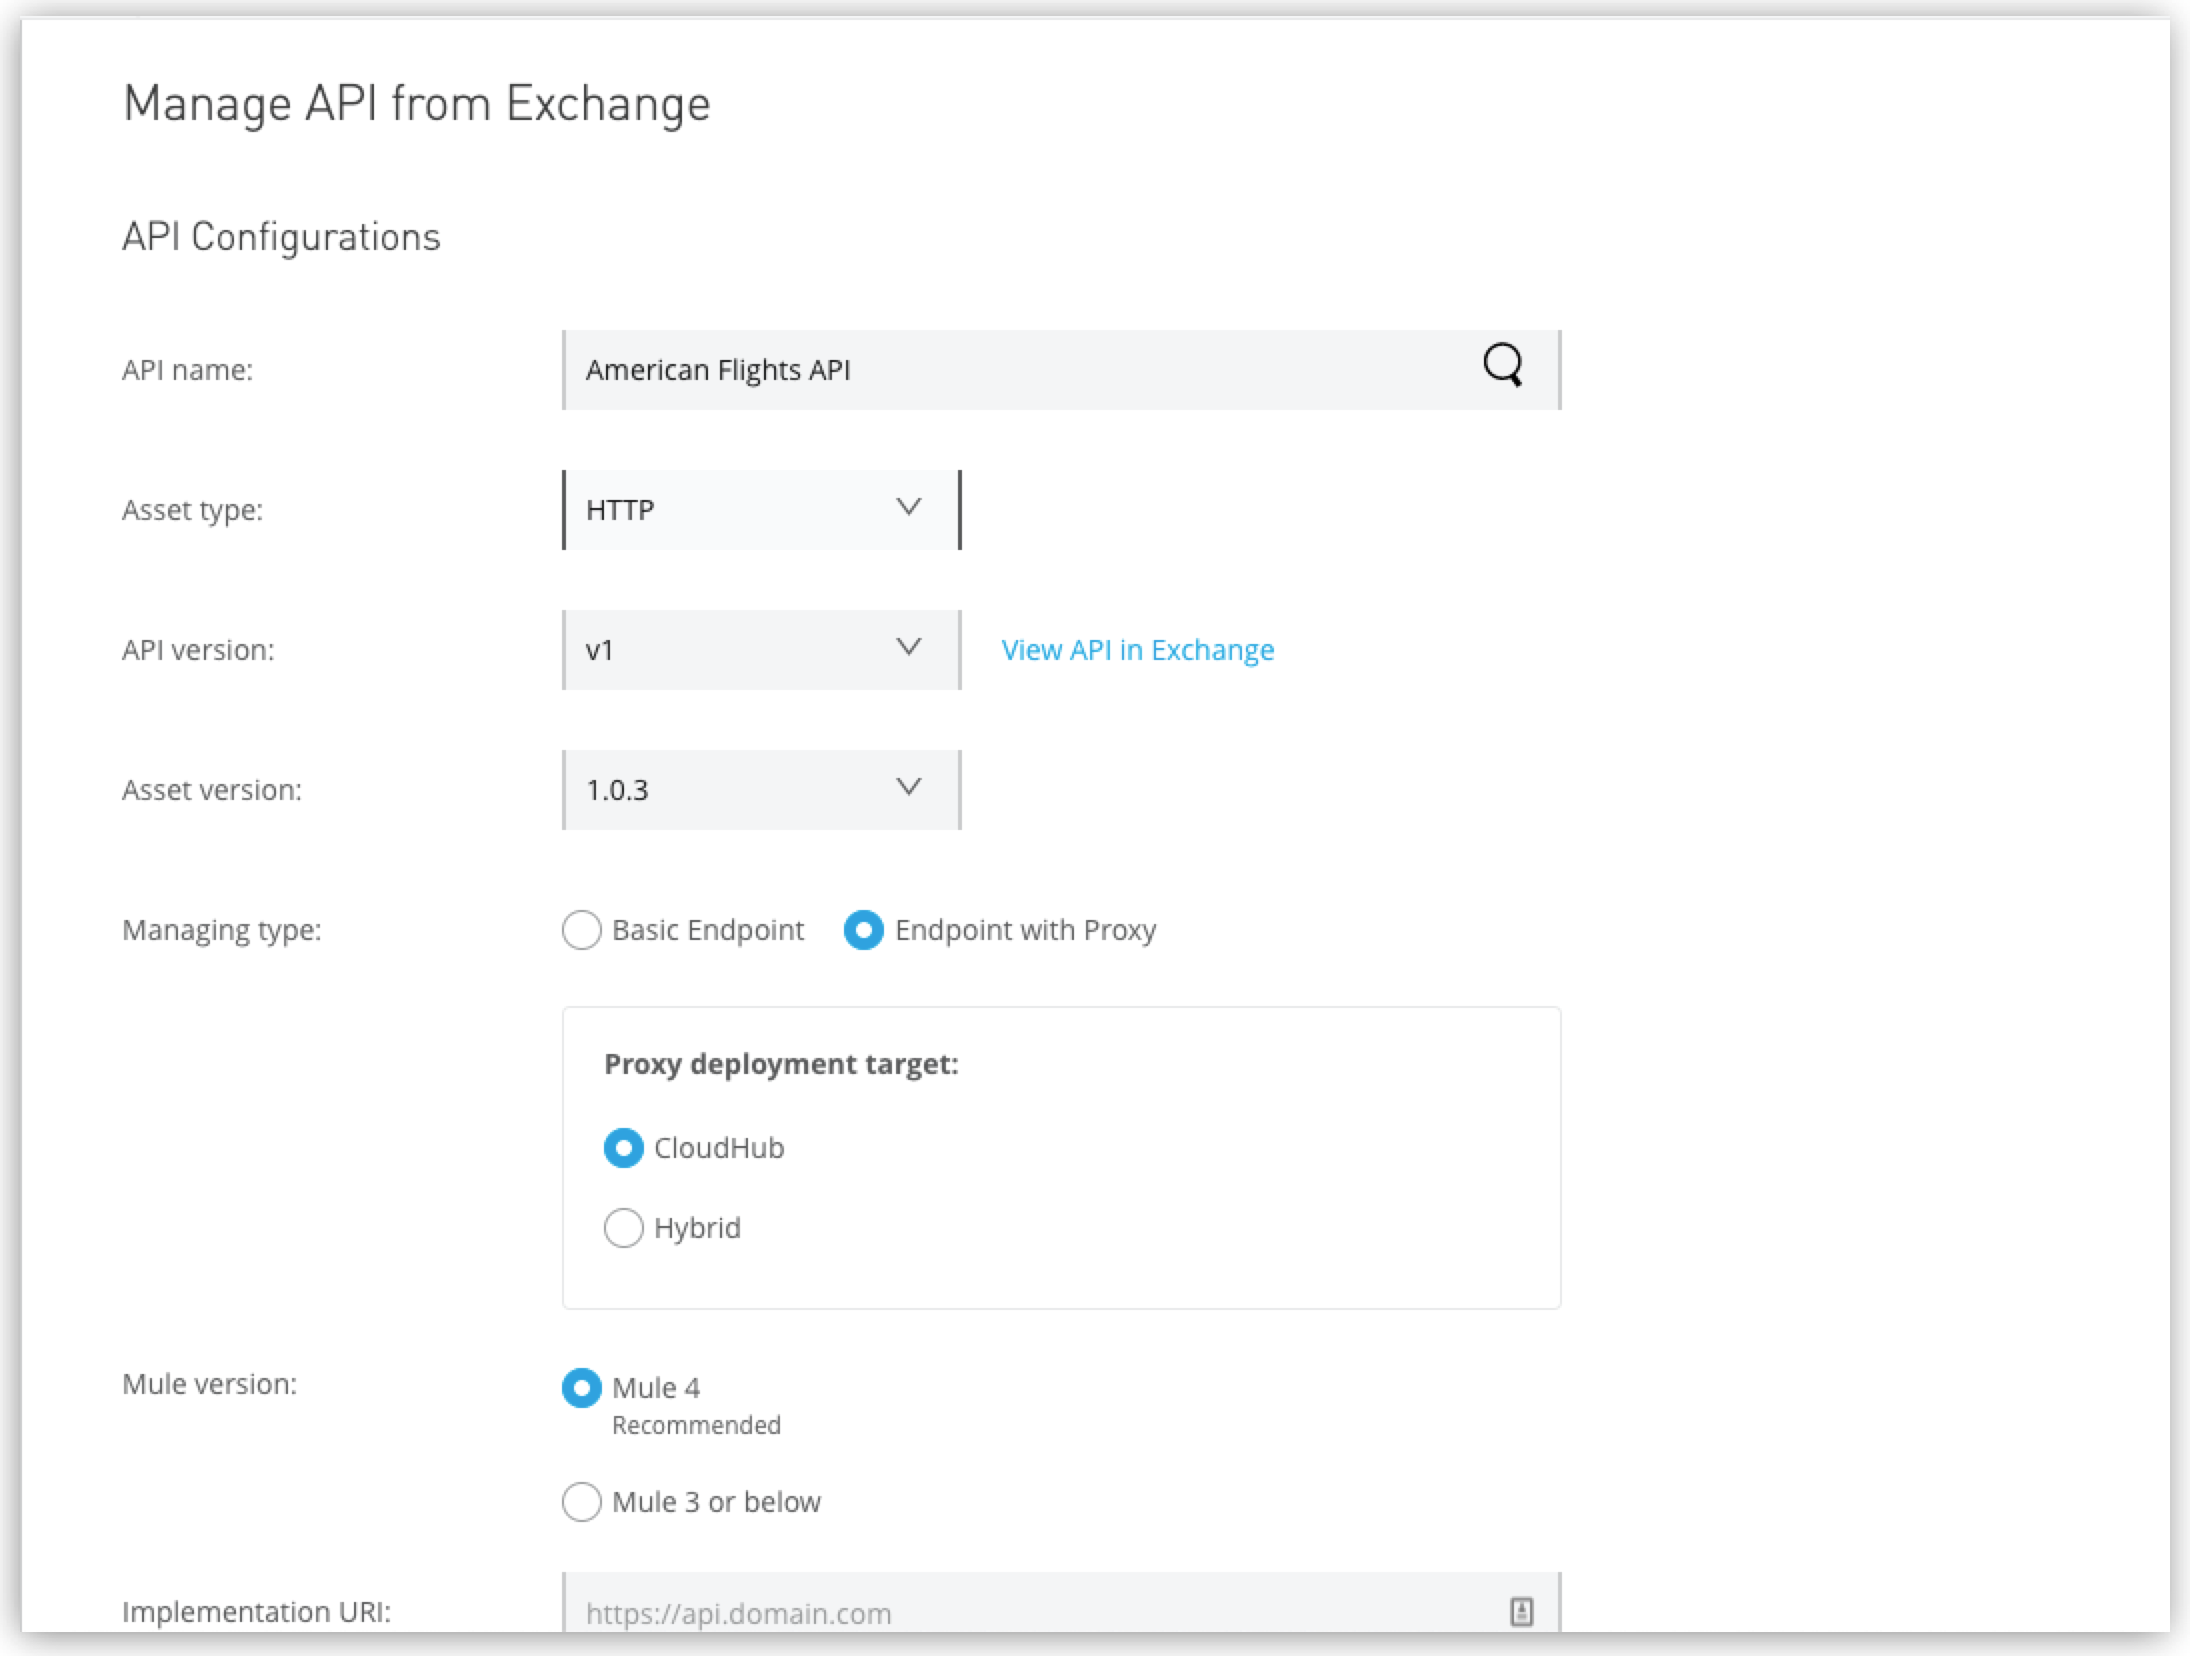 Manage API from Exchange
API Configurations
API name: American Flights API
Asset type: HTTP
API version: v1 View API in Exchange
Asset version: 1.0.3
Managing type: Basic Endpoint Endpoint with Proxy
Proxy deployment target:
CloudHub
Hybrid
Mule version: Mule 4
Recommended
Mule 3 or below
Implementation URI: https://api.domain.com